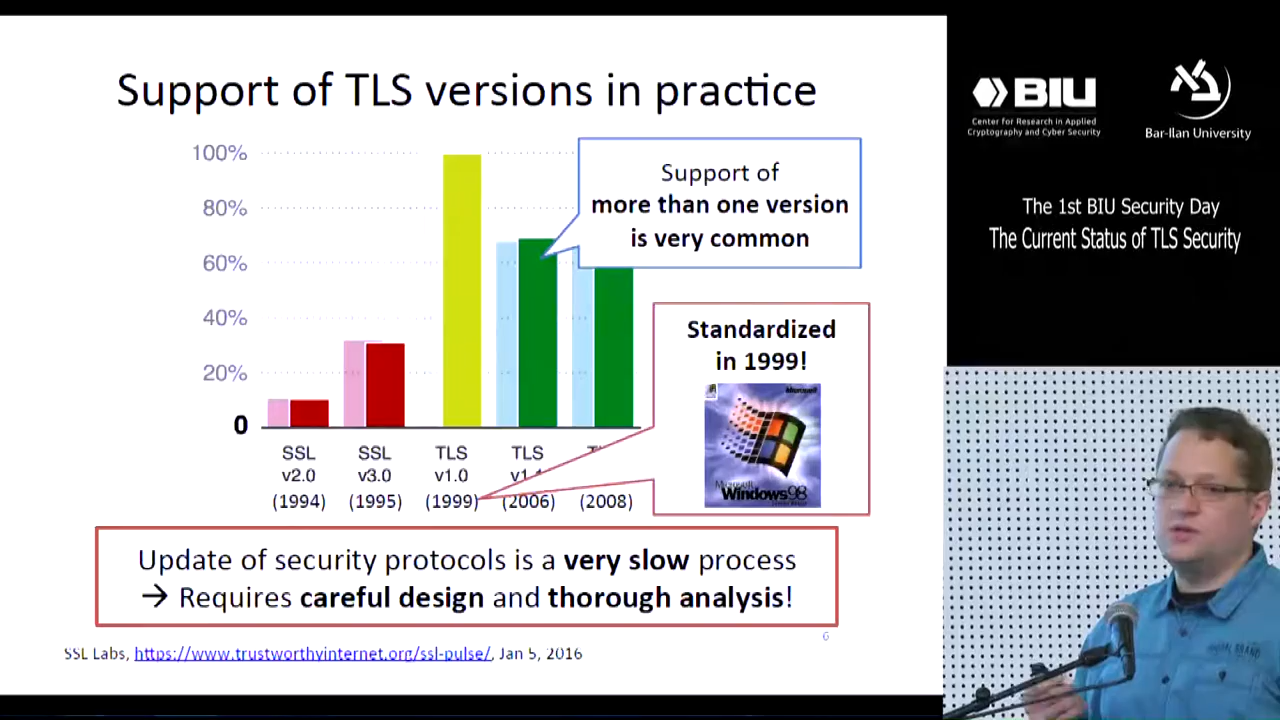 Support of TLS versions in practice
100%
80%
60%
40%
20%
0
SSL
v2.0
(1994)
SSL
v3.0
(1995)
TLS
v1.0
(1999)
TLS
(2006)
(2008)
Support of
more than one version
is very common
Standardized
in 1999!
Microsoft
Microsoft
Windows98
Update of security protocols is a very slow process
→ Requires careful design and thorough analysis!
6
SSL Labs, https://www.trustworthyinternet.org/ssl-pulse/, Jan 5, 2016
BIU
Center for Research in Applied
Cryptography and Cyber Security
Bar-Ilan University
The 1st BIU Security Day
The Current Status of TLS Security